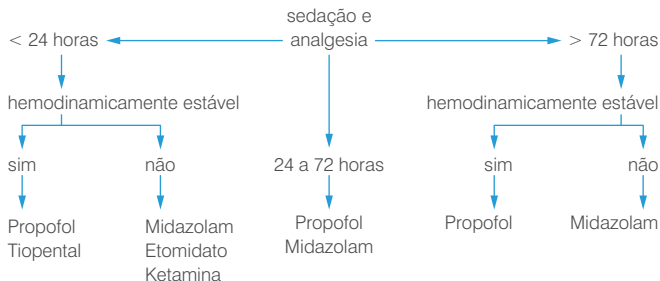 sedação e
analgesia
< 24 horas
> 72 horas
hemodinamicamente estável
hemodinamicamente estável
sim
não
24 a 72 horas
sim
não
Propofol
Tiopental
Midazolam
Etomidato
Ketamina
Propofol
Midazolam
Propofol
Midazolam